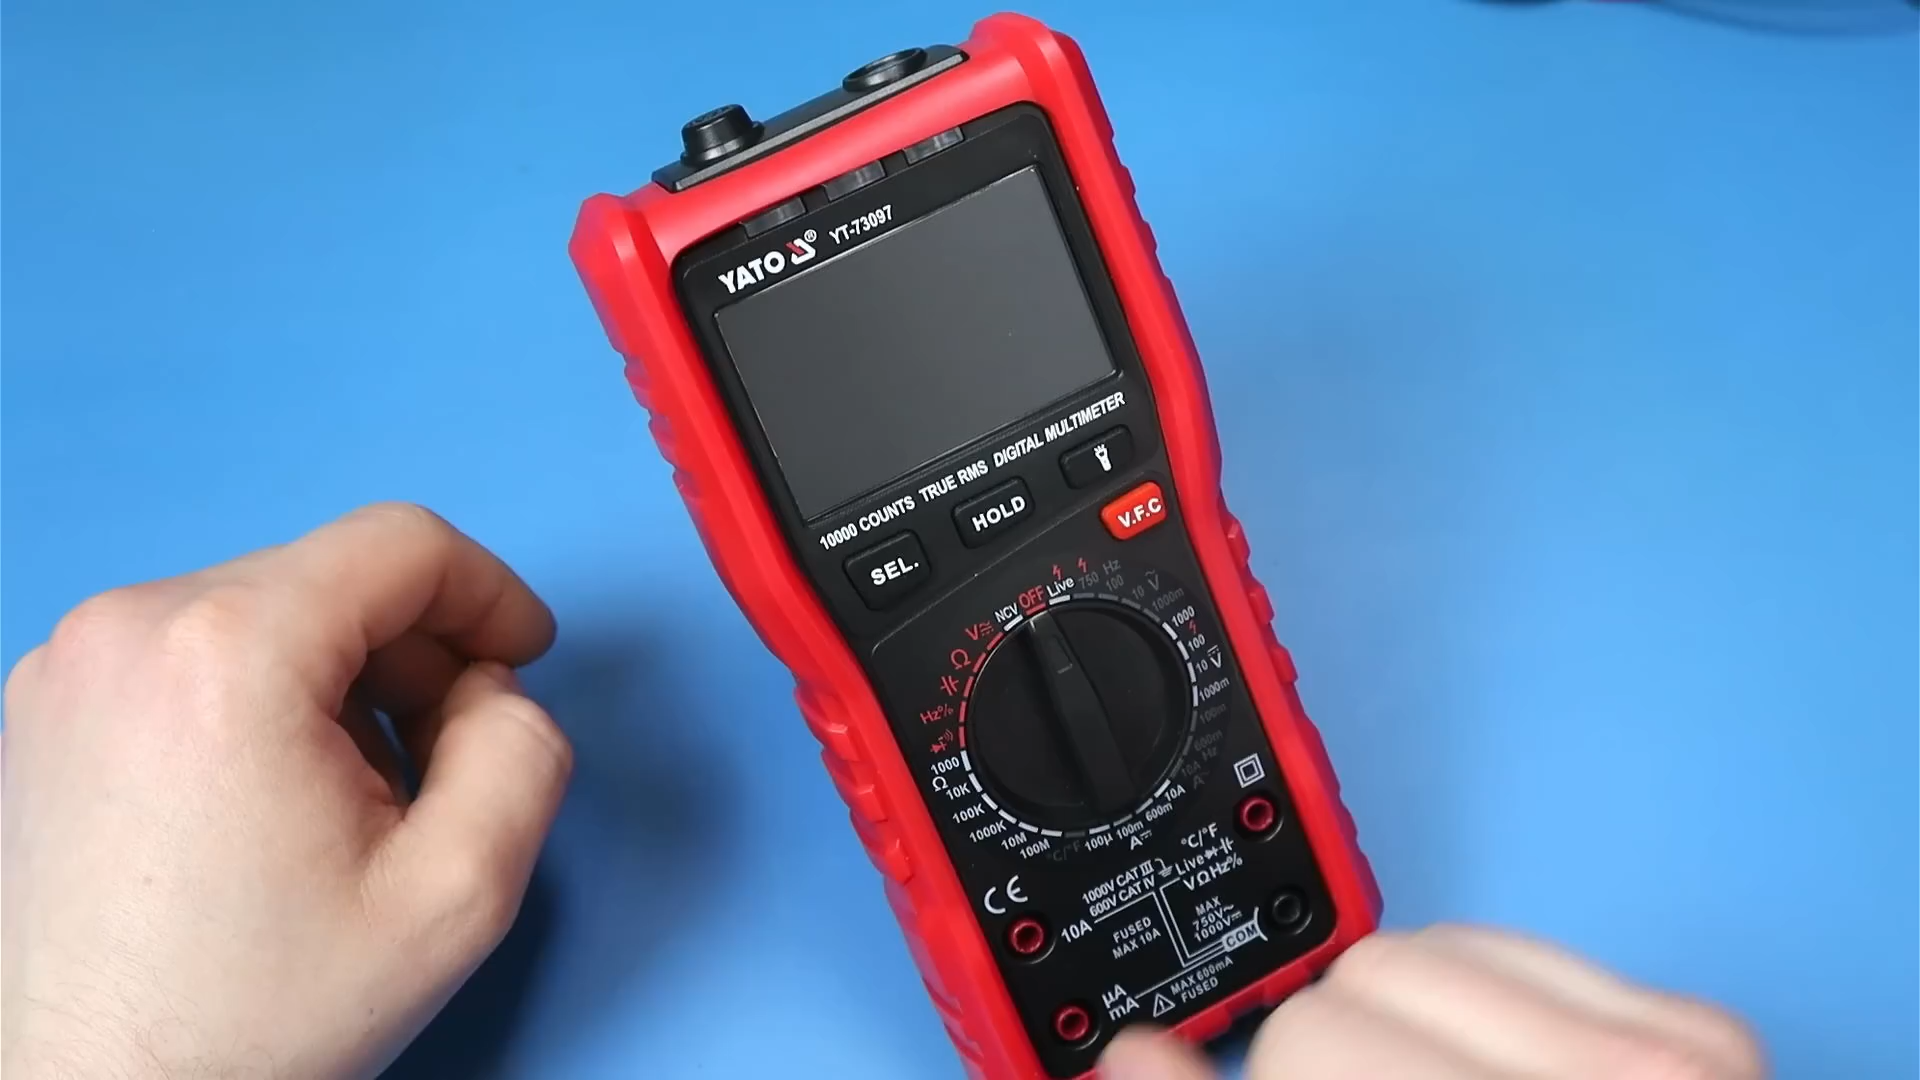 YATO ® YT-73097
10000 COUNTS TRUE RMS DIGITAL MULTIMETER
SEL.
HOLD
V.F.C
NCV
OFF
Live
750
Hz
100
10
V
1000m
1000
100
10
V
1000m
100m
600m
Hz
10A
A
10A
600m
100m
A
100µ
°C/°F
100M
10M
1000K
100K
10K
Ω
1000
Hz%
Ω
V
CE
1000V CAT III
600V CAT IV
10A
FUSED
MAX 10A
°C/°F
Live
VΩHz%
MAX
750V~
1000V
COM
µA
mA
MAX 600mA
FUSED